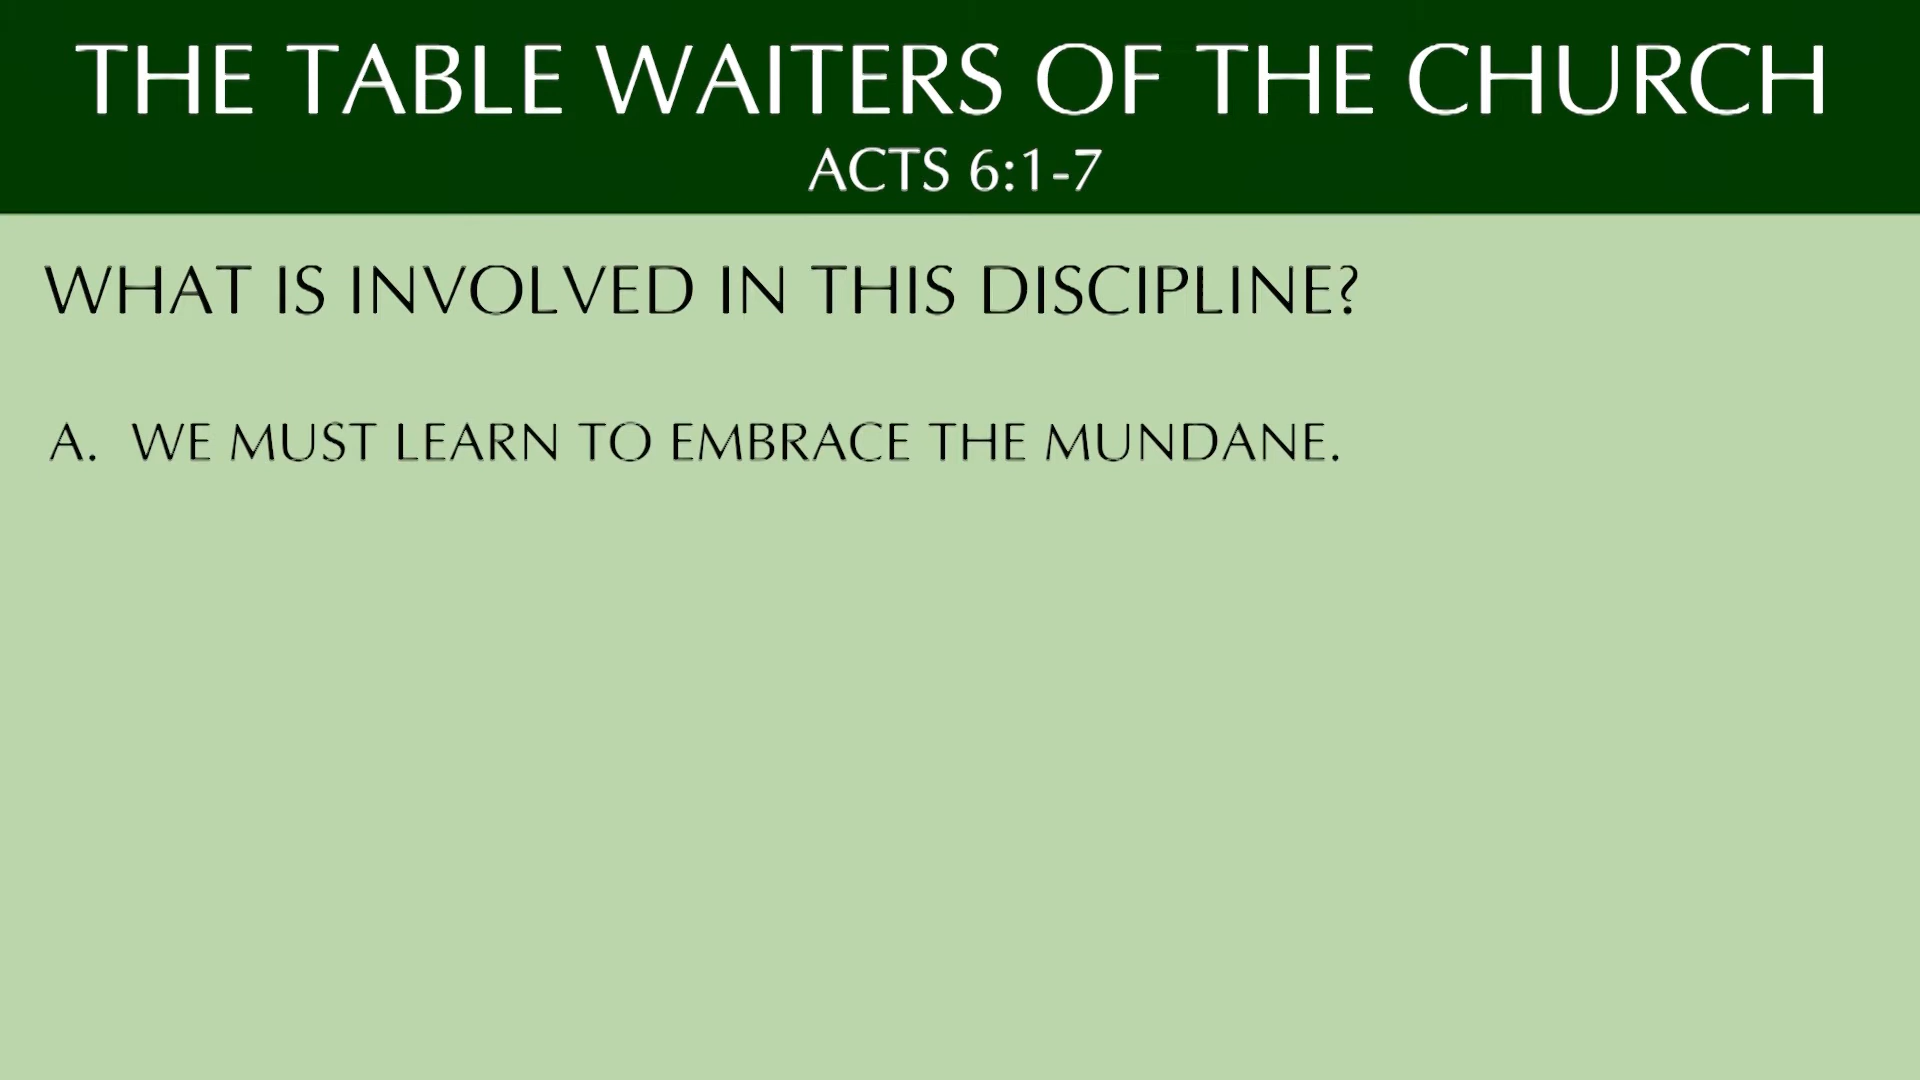 THE TABLE WAITERS OF THE CHURCH
ACTS 6:1-7
WHAT IS INVOLVED IN THIS DISCIPLINE?
A. WE MUST LEARN TO EMBRACE THE MUNDANE.